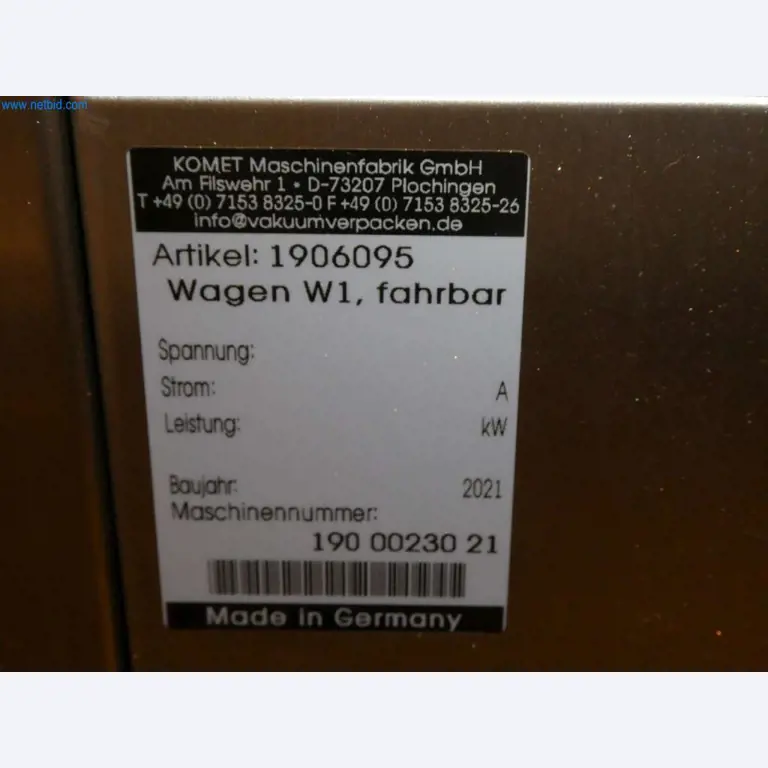 www.netbid.com
KOMET Maschinenfabrik GmbH
Am Filswehr 1 • D-73207 Plochingen
T +49 (0) 7153 8325-0 F +49 (0) 7153 8325-26
info@vakuumverpacken.de
Artikel: 1906095
Wagen W1, fahrbar
Spannung:
Strom: A
Leistung: kW
Baujahr: 2021
Maschinennummer:
190 00230 21
Made in Germany